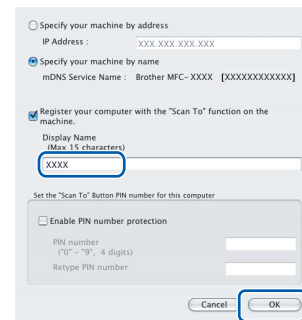 Specify your machine by address
IP Address : XXX.XXX.XXX.XXX
Specify your machine by name
mDNS Service Name : Brother MFC-XXXX [XXXXXXXXXXXX]
Register your computer with the "Scan To" function on the
machine.
Display Name
(Max 15 characters)
XXXX
Set the "Scan To" Button PIN number for this computer
Enable PIN number protection
PIN number
("0" – "9", 4 digits)
Retype PIN number
Cancel OK